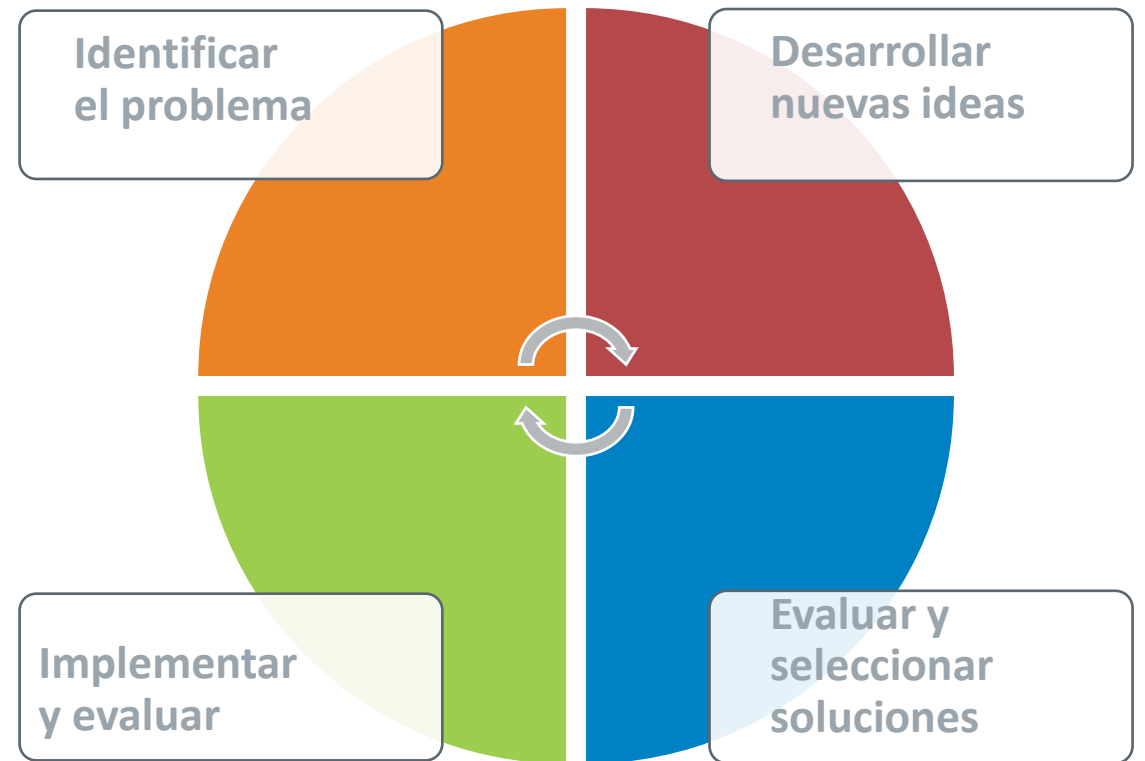 Identificar
el problema
Desarrollar
nuevas ideas
Implementar
y evaluar
Evaluar y
seleccionar
soluciones